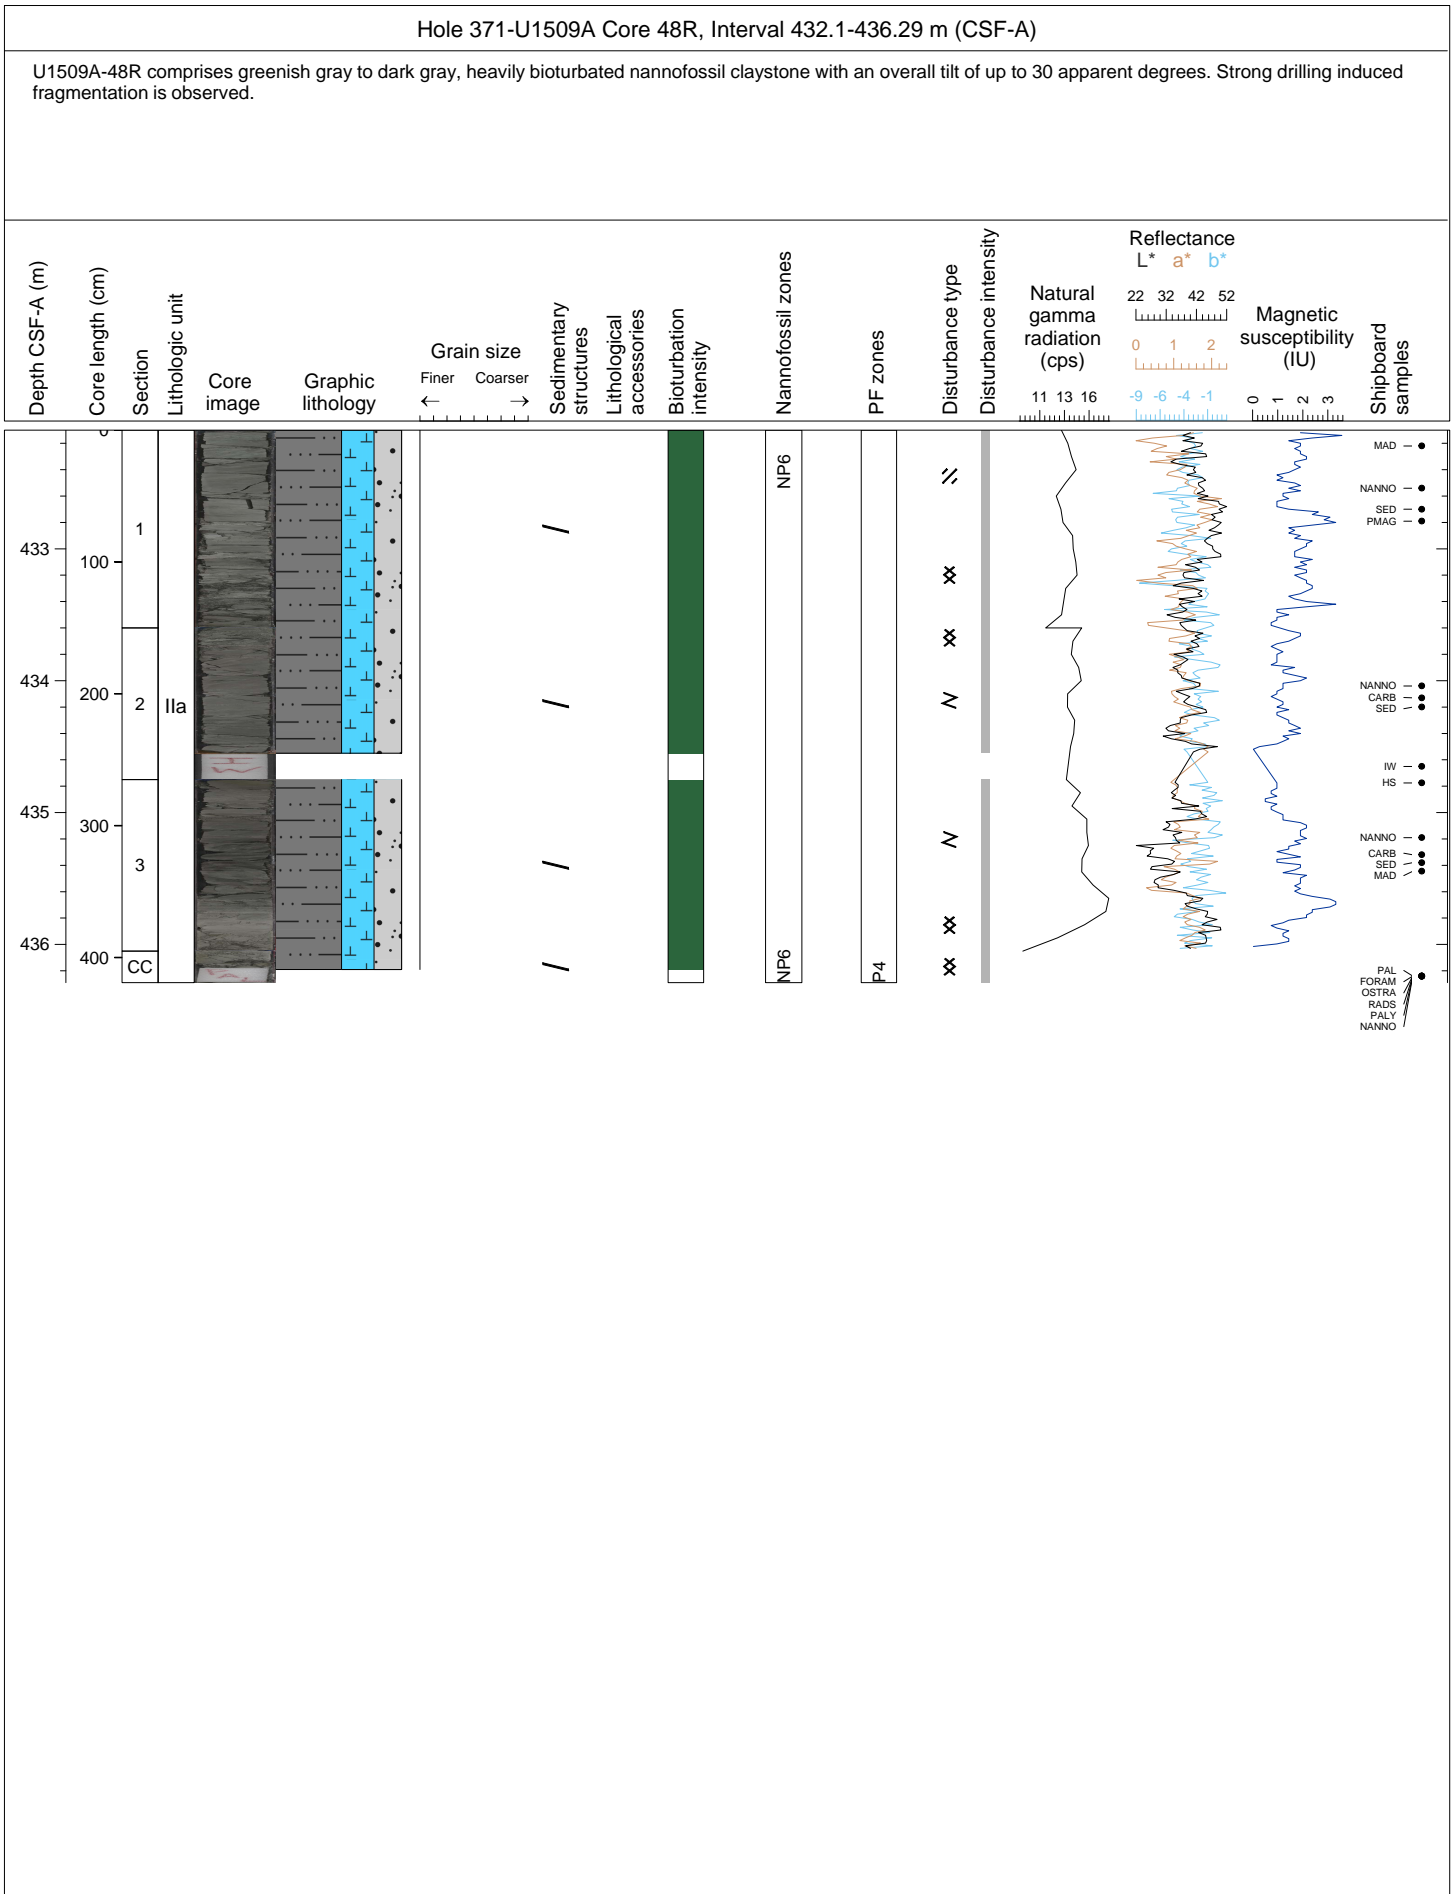 Hole 371-U1509A Core 48R, Interval 432.1-436.29 m (CSF-A)
U1509A-48R comprises greenish gray to dark gray, heavily bioturbated nannofossil claystone with an overall tilt of up to 30 apparent degrees. Strong drilling induced
fragmentation is observed.
Depth CSF-A (m)
Core length (cm)
Section
Lithologic unit
Core
image
Graphic
lithology
Grain size
Finer Coarser
← →
Sedimentary
structures
Lithological
accessories
Bioturbation
intensity
Nannofossil zones
PF zones
Disturbance type
Disturbance intensity
Natural
gamma
radiation
(cps)
11 13 16
Reflectance
L* a* b*
22 32 42 52
0 1 2
-9 -6 -4 -1
Magnetic
susceptibility
(IU)
0 1 2 3
Shipboard
samples
0
100
200
300
400
433
434
435
436
1
2
3
CC
IIa
NP6
NP6
P4
MAD
NANNO
SED
PMAG
NANNO
CARB
SED
IW
HS
NANNO
CARB
SED
MAD
PAL
FORAM
OSTRA
RADS
PALY
NANNO